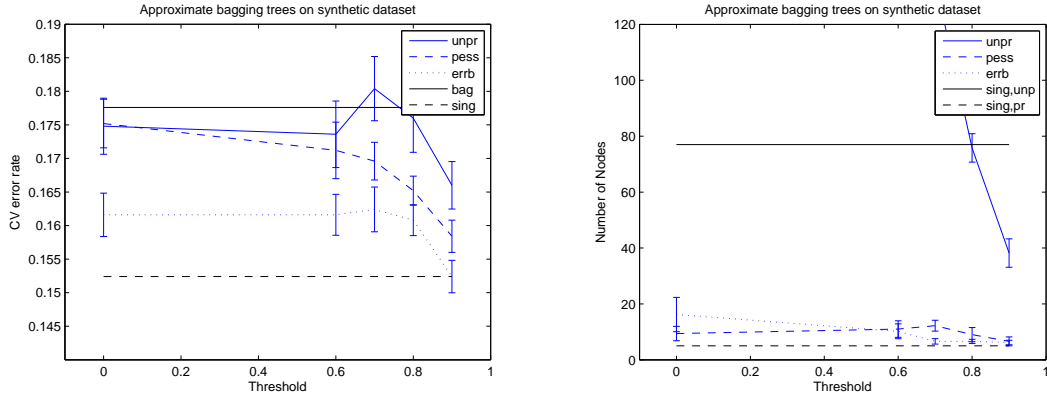 Approximate bagging trees on synthetic dataset
0.19
0.185
0.18
0.175
0.17
0.165
0.16
0.155
0.15
0.145
CV error rate
0
0.2
0.4
0.6
0.8
1
Threshold
unpr
pess
errb
bag
sing
Approximate bagging trees on synthetic dataset
120
100
80
60
40
20
0
Number of Nodes
0
0.2
0.4
0.6
0.8
1
Threshold
unpr
pess
errb
sing,unp
sing,pr